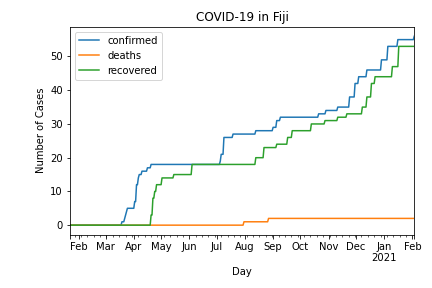 COVID-19 in Fiji
confirmed
deaths
recovered
Number of Cases
50
40
30
20
10
0
Feb Mar Apr May Jun Jul Aug Sep Oct Nov Dec Jan Feb
2021
Day